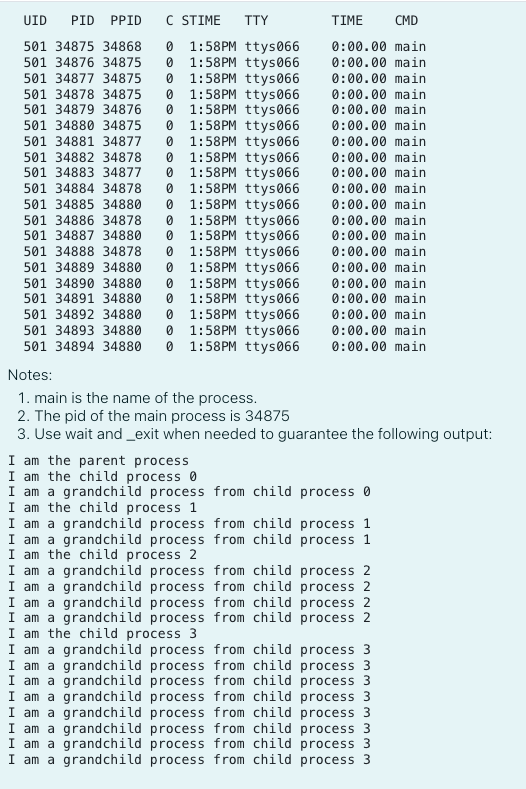 UID PID PPID C STIME TTY TIME CMD
501 34875 34868 0 1:58PM ttys066 0:00.00 main
501 34876 34875 0 1:58PM ttys066 0:00.00 main
501 34877 34875 0 1:58PM ttys066 0:00.00 main
501 34878 34875 0 1:58PM ttys066 0:00.00 main
501 34879 34876 0 1:58PM ttys066 0:00.00 main
501 34880 34875 0 1:58PM ttys066 0:00.00 main
501 34881 34877 0 1:58PM ttys066 0:00.00 main
501 34882 34878 0 1:58PM ttys066 0:00.00 main
501 34883 34877 0 1:58PM ttys066 0:00.00 main
501 34884 34878 0 1:58PM ttys066 0:00.00 main
501 34885 34880 0 1:58PM ttys066 0:00.00 main
501 34886 34878 0 1:58PM ttys066 0:00.00 main
501 34887 34880 0 1:58PM ttys066 0:00.00 main
501 34888 34878 0 1:58PM ttys066 0:00.00 main
501 34889 34880 0 1:58PM ttys066 0:00.00 main
501 34890 34880 0 1:58PM ttys066 0:00.00 main
501 34891 34880 0 1:58PM ttys066 0:00.00 main
501 34892 34880 0 1:58PM ttys066 0:00.00 main
501 34893 34880 0 1:58PM ttys066 0:00.00 main
501 34894 34880 0 1:58PM ttys066 0:00.00 main
Notes:
1. main is the name of the process.
2. The pid of the main process is 34875
3. Use wait and _exit when needed to guarantee the following output:
I am the parent process
I am the child process 0
I am a grandchild process from child process 0
I am the child process 1
I am a grandchild process from child process 1
I am a grandchild process from child process 1
I am the child process 2
I am a grandchild process from child process 2
I am a grandchild process from child process 2
I am a grandchild process from child process 2
I am a grandchild process from child process 2
I am the child process 3
I am a grandchild process from child process 3
I am a grandchild process from child process 3
I am a grandchild process from child process 3
I am a grandchild process from child process 3
I am a grandchild process from child process 3
I am a grandchild process from child process 3
I am a grandchild process from child process 3
I am a grandchild process from child process 3